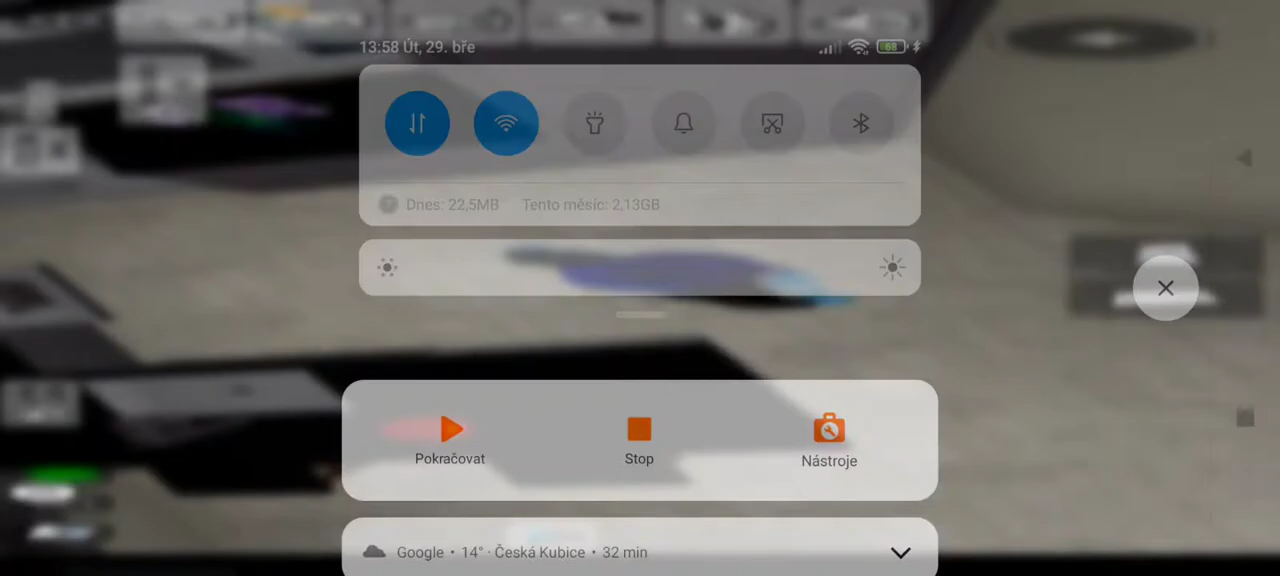 13:58 Út, 29. bře
68
Dnes: 22,5MB Tento měsíc: 2,13GB
Pokračovat Stop Nástroje
Google • 14° · Česká Kubice • 32 min